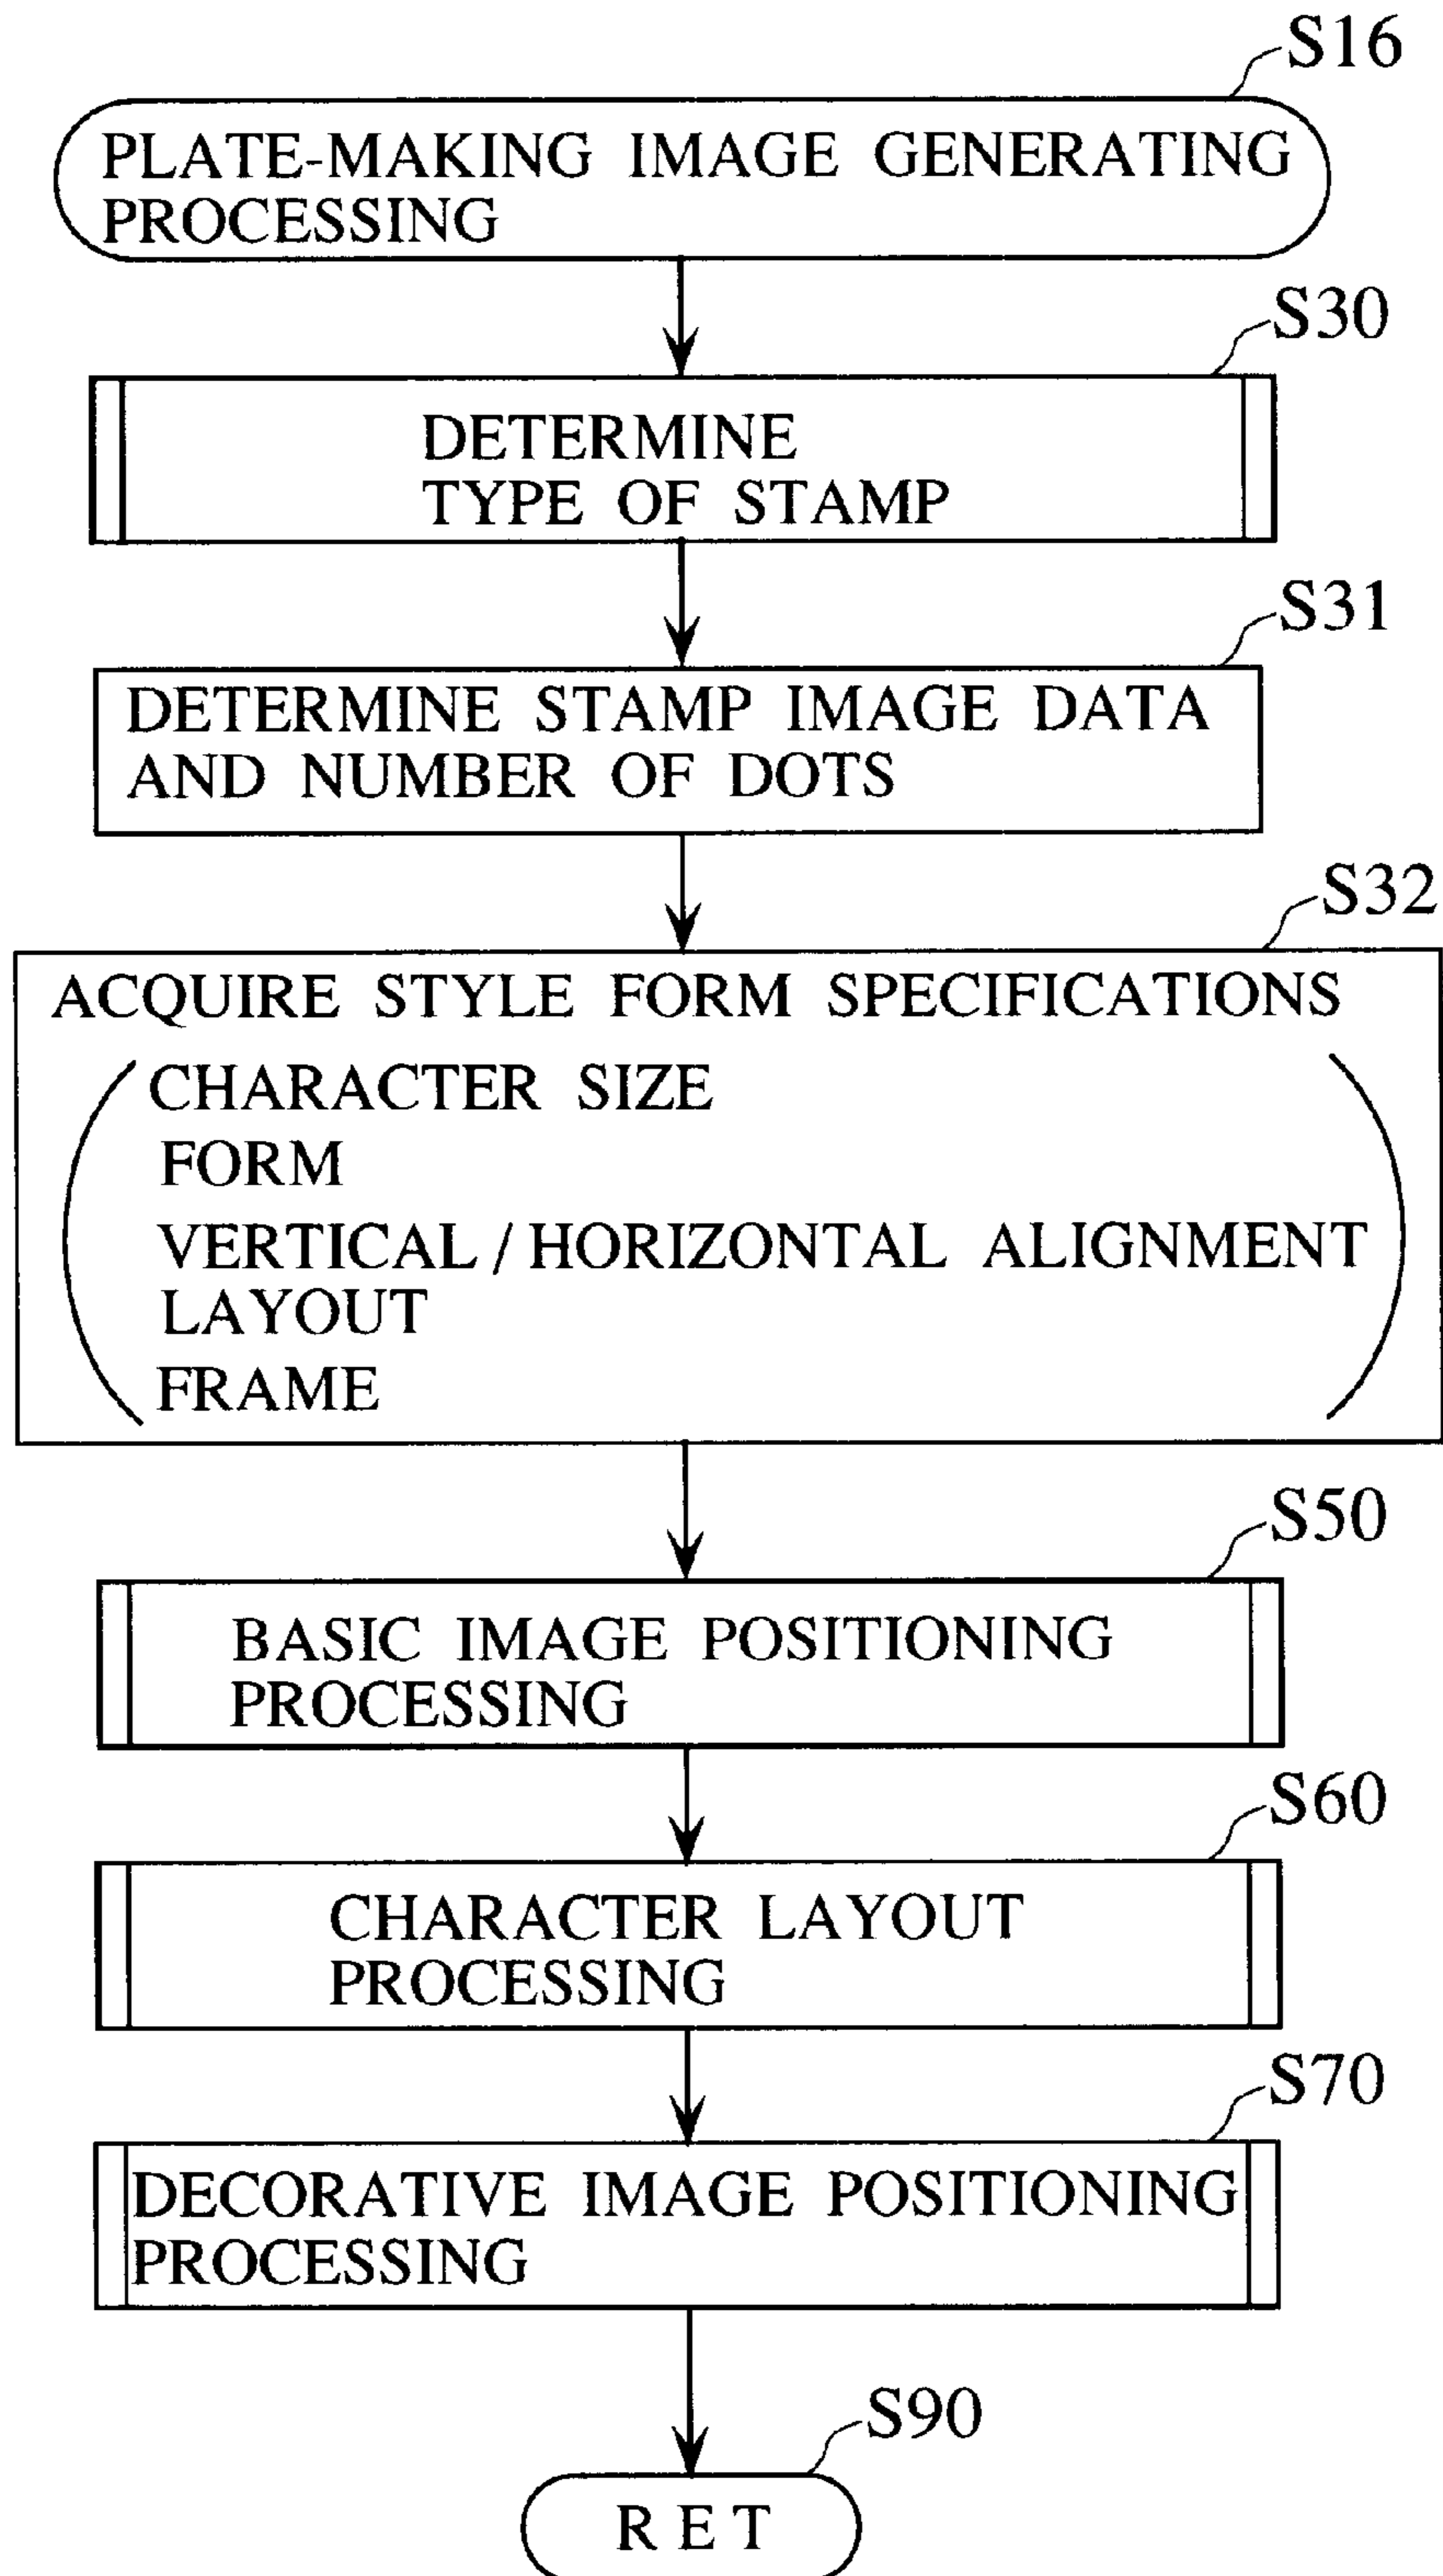 S16
PLATE-MAKING IMAGE GENERATING
PROCESSING
S30
DETERMINE
TYPE OF STAMP
S31
DETERMINE STAMP IMAGE DATA
AND NUMBER OF DOTS
S32
ACQUIRE STYLE FORM SPECIFICATIONS
CHARACTER SIZE
FORM
VERTICAL / HORIZONTAL ALIGNMENT
LAYOUT
FRAME
S50
BASIC IMAGE POSITIONING
PROCESSING
S60
CHARACTER LAYOUT
PROCESSING
S70
DECORATIVE IMAGE POSITIONING
PROCESSING
S90
RET